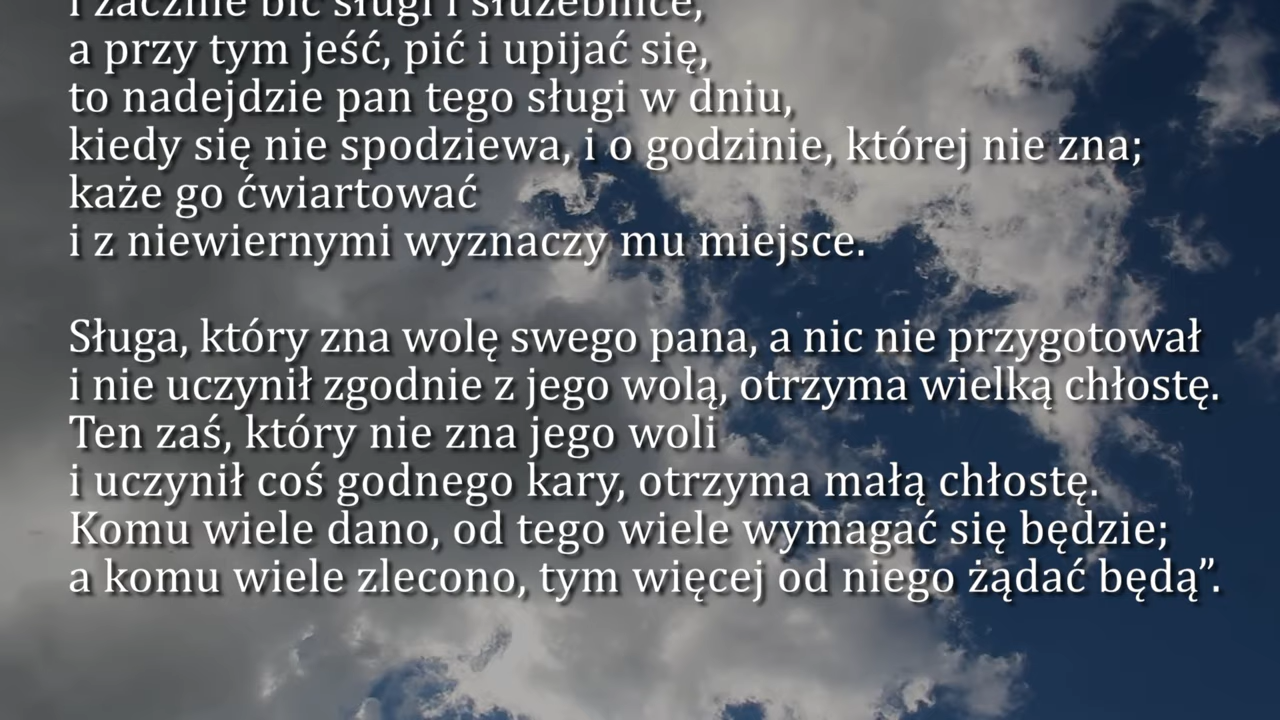 i zacznie bić sługi i służebnice,
a przy tym jeść, pić i upijać się,
to nadejdzie pan tego sługi w dniu,
kiedy się nie spodziewa, i o godzinie, której nie zna;
każe go ćwiartować
i z niewiernymi wyznaczy mu miejsce.
Sługa, który zna wolę swego pana, a nic nie przygotował
i nie uczynił zgodnie z jego wolą, otrzyma wielką chłostę.
Ten zaś, który nie zna jego woli
i uczynił coś godnego kary, otrzyma małą chłostę.
Komu wiele dano, od tego wiele wymagać się będzie;
a komu wiele zlecono, tym więcej od niego żądać będą”.